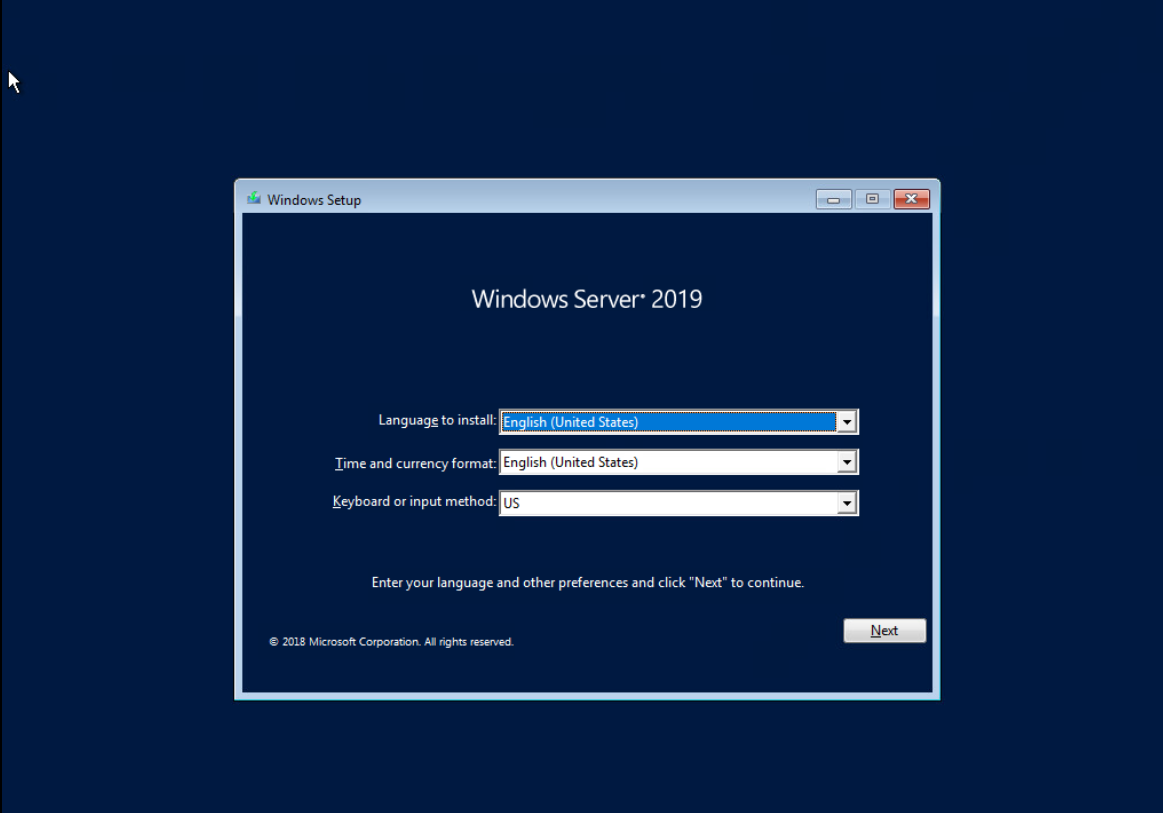 Windows Setup
Windows Server® 2019
Language to install: English (United States)
Time and currency format: English (United States)
Keyboard or input method: US
Enter your language and other preferences and click "Next" to continue.
© 2018 Microsoft Corporation. All rights reserved.
Next